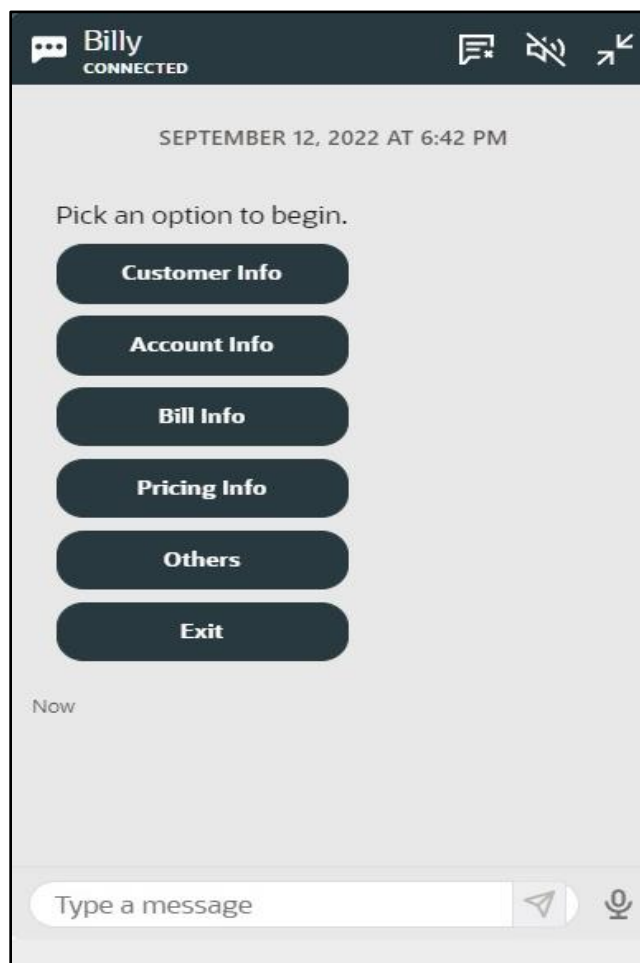 Billy
CONNECTED
SEPTEMBER 12, 2022 AT 6:42 PM
Pick an option to begin.
Customer Info
Account Info
Bill Info
Pricing Info
Others
Exit
Now
Type a message